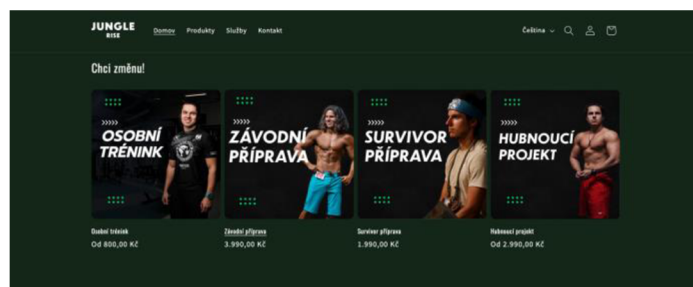 JUNGLE
RISE
Domov Produkty Služby Kontakt
Čeština
Chci změnu!
>>>>>
OSOBNÍ
TRÉNINK
>>>>>
ZÁVODNÍ
PŘÍPRAVA
>>>>>
SURVIVOR
PŘÍPRAVA
>>>>>
HUBNOUCÍ
PROJEKT
Osobní trénink
Od 800,00 Kč
Závodní příprava
3.990,00 Kč
Survivor příprava
1.990,00 Kč
Hubnoucí projekt
Od 2.990,00 Kč